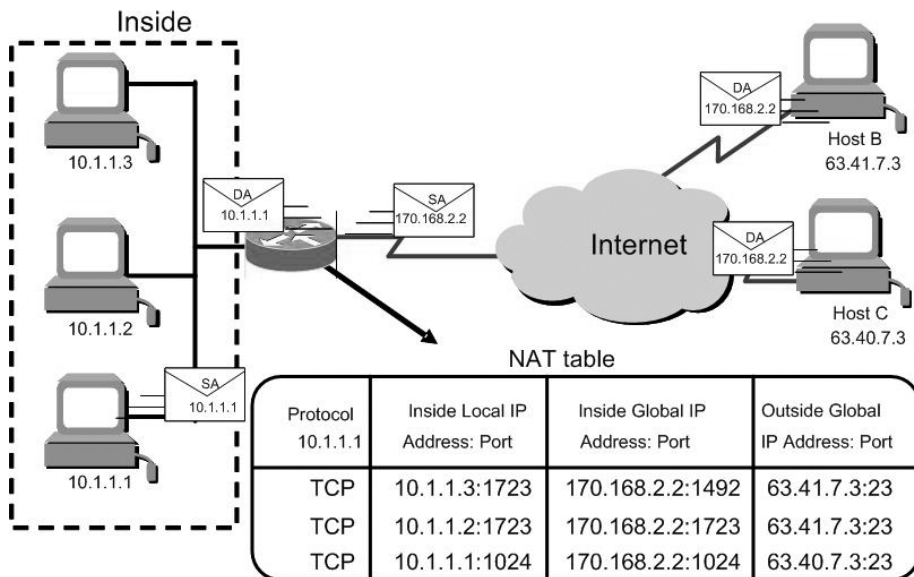 Inside
10.1.1.3
10.1.1.2
SA
10.1.1.1
10.1.1.1
DA
10.1.1.1
SA
170.168.2.2
Internet
DA
170.168.2.2
Host B
63.41.7.3
DA
170.168.2.2
Host C
63.40.7.3
NAT table
Protocol
10.1.1.1
Inside Local IP
Address: Port
Inside Global IP
Address: Port
Outside Global
IP Address: Port
TCP 10.1.1.3:1723 170.168.2.2:1492 63.41.7.3:23
TCP 10.1.1.2:1723 170.168.2.2:1723 63.41.7.3:23
TCP 10.1.1.1:1024 170.168.2.2:1024 63.40.7.3:23